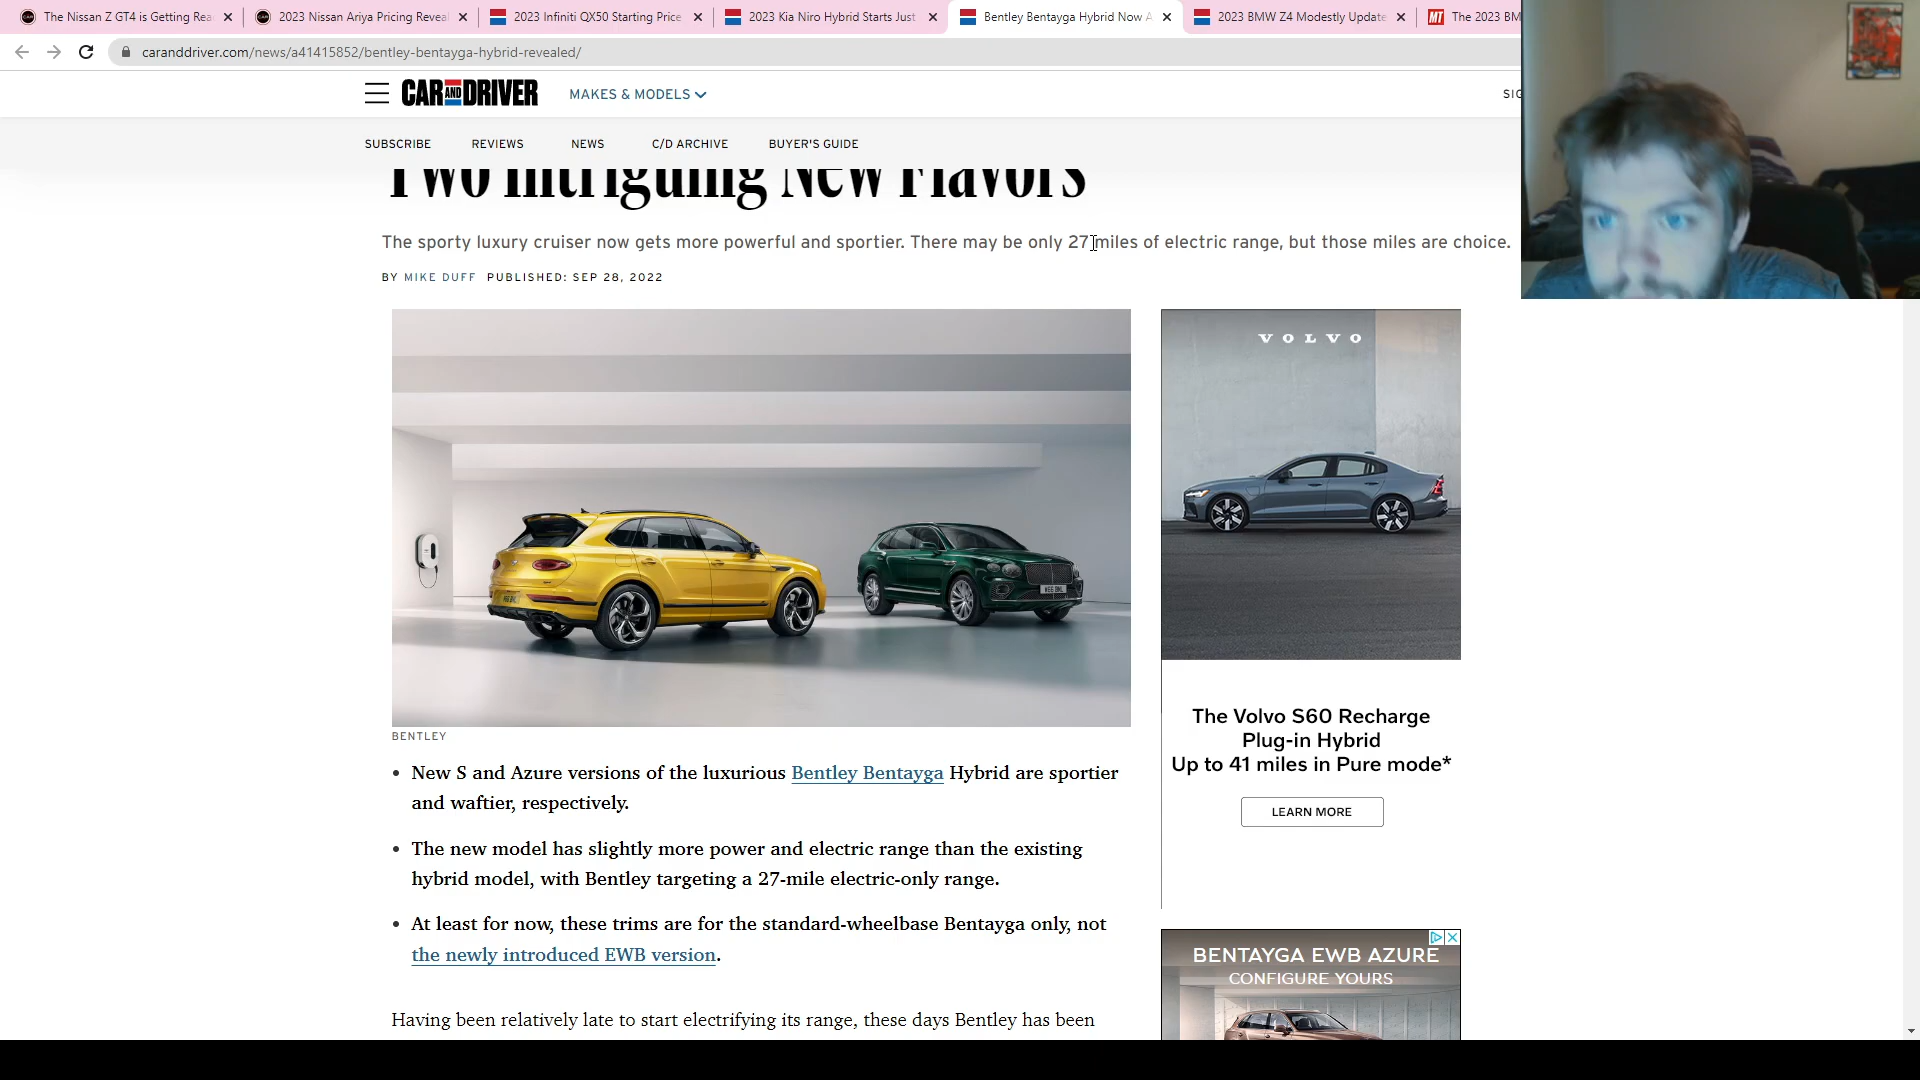 The Nissan Z GT4 is Getting Rea
2023 Nissan Ariya Pricing Reveal
2023 Infiniti QX50 Starting Price
2023 Kia Niro Hybrid Starts Just
Bentley Bentayga Hybrid Now A
2023 BMW Z4 Modestly Update
MT The 2023 BM
caranddriver.com/news/a41415852/bentley-bentayga-hybrid-revealed/
CAR AND DRIVER
MAKES & MODELS
SIG
SUBSCRIBE REVIEWS NEWS C/D ARCHIVE BUYER'S GUIDE
Two Intriguing New Flavors
The sporty luxury cruiser now gets more powerful and sportier. There may be only 27 miles of electric range, but those miles are choice.
BY MIKE DUFF PUBLISHED: SEP 28, 2022
BENTLEY
• New S and Azure versions of the luxurious Bentley Bentayga Hybrid are sportier
and waftier, respectively.
• The new model has slightly more power and electric range than the existing
hybrid model, with Bentley targeting a 27-mile electric-only range.
• At least for now, these trims are for the standard-wheelbase Bentayga only, not
the newly introduced EWB version.
Having been relatively late to start electrifying its range, these days Bentley has been
VOLVO
The Volvo S60 Recharge
Plug-in Hybrid
Up to 41 miles in Pure mode*
LEARN MORE
BENTAYGA EWB AZURE
CONFIGURE YOURS